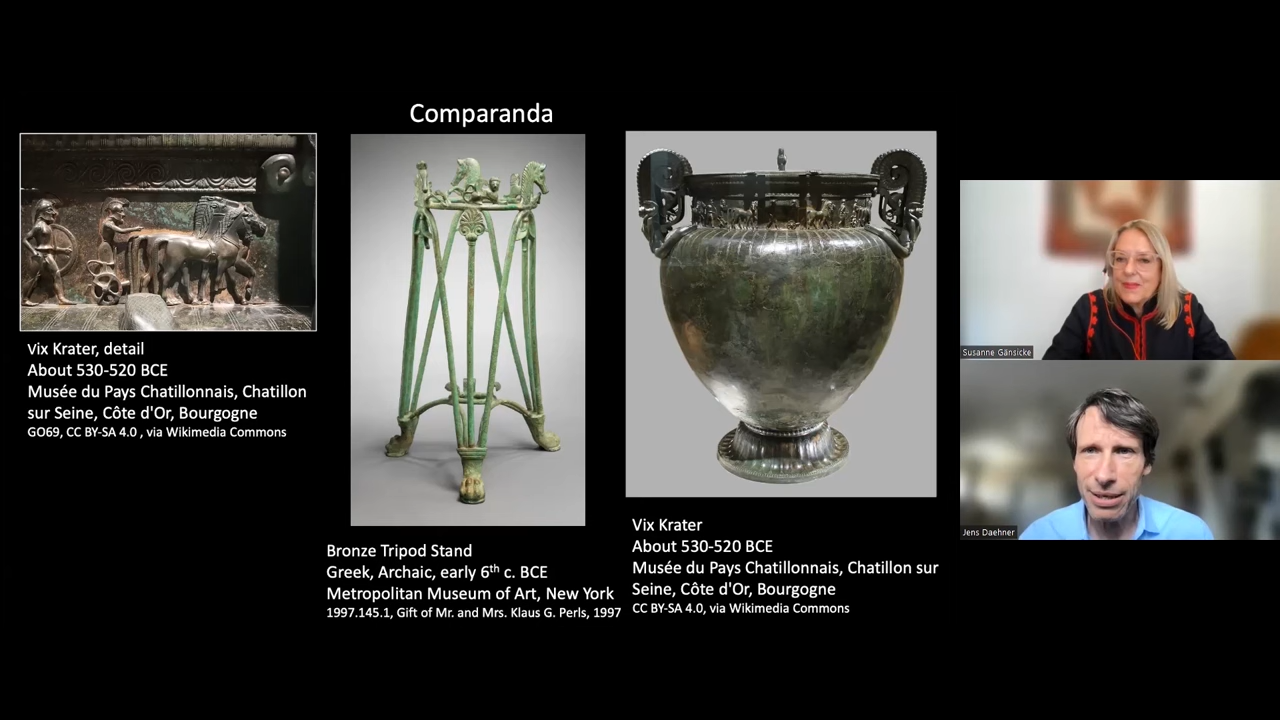 Comparanda
Vix Krater, detail
About 530-520 BCE
Musée du Pays Chatillonnais, Chatillon
sur Seine, Côte d'Or, Bourgogne
GO69, CC BY-SA 4.0 , via Wikimedia Commons
Bronze Tripod Stand
Greek, Archaic, early 6th c. BCE
Metropolitan Museum of Art, New York
1997.145.1, Gift of Mr. and Mrs. Klaus G. Perls, 1997
Vix Krater
About 530-520 BCE
Musée du Pays Chatillonnais, Chatillon sur
Seine, Côte d'Or, Bourgogne
CC BY-SA 4.0, via Wikimedia Commons
Susanne Gänsicke
Jens Daehner